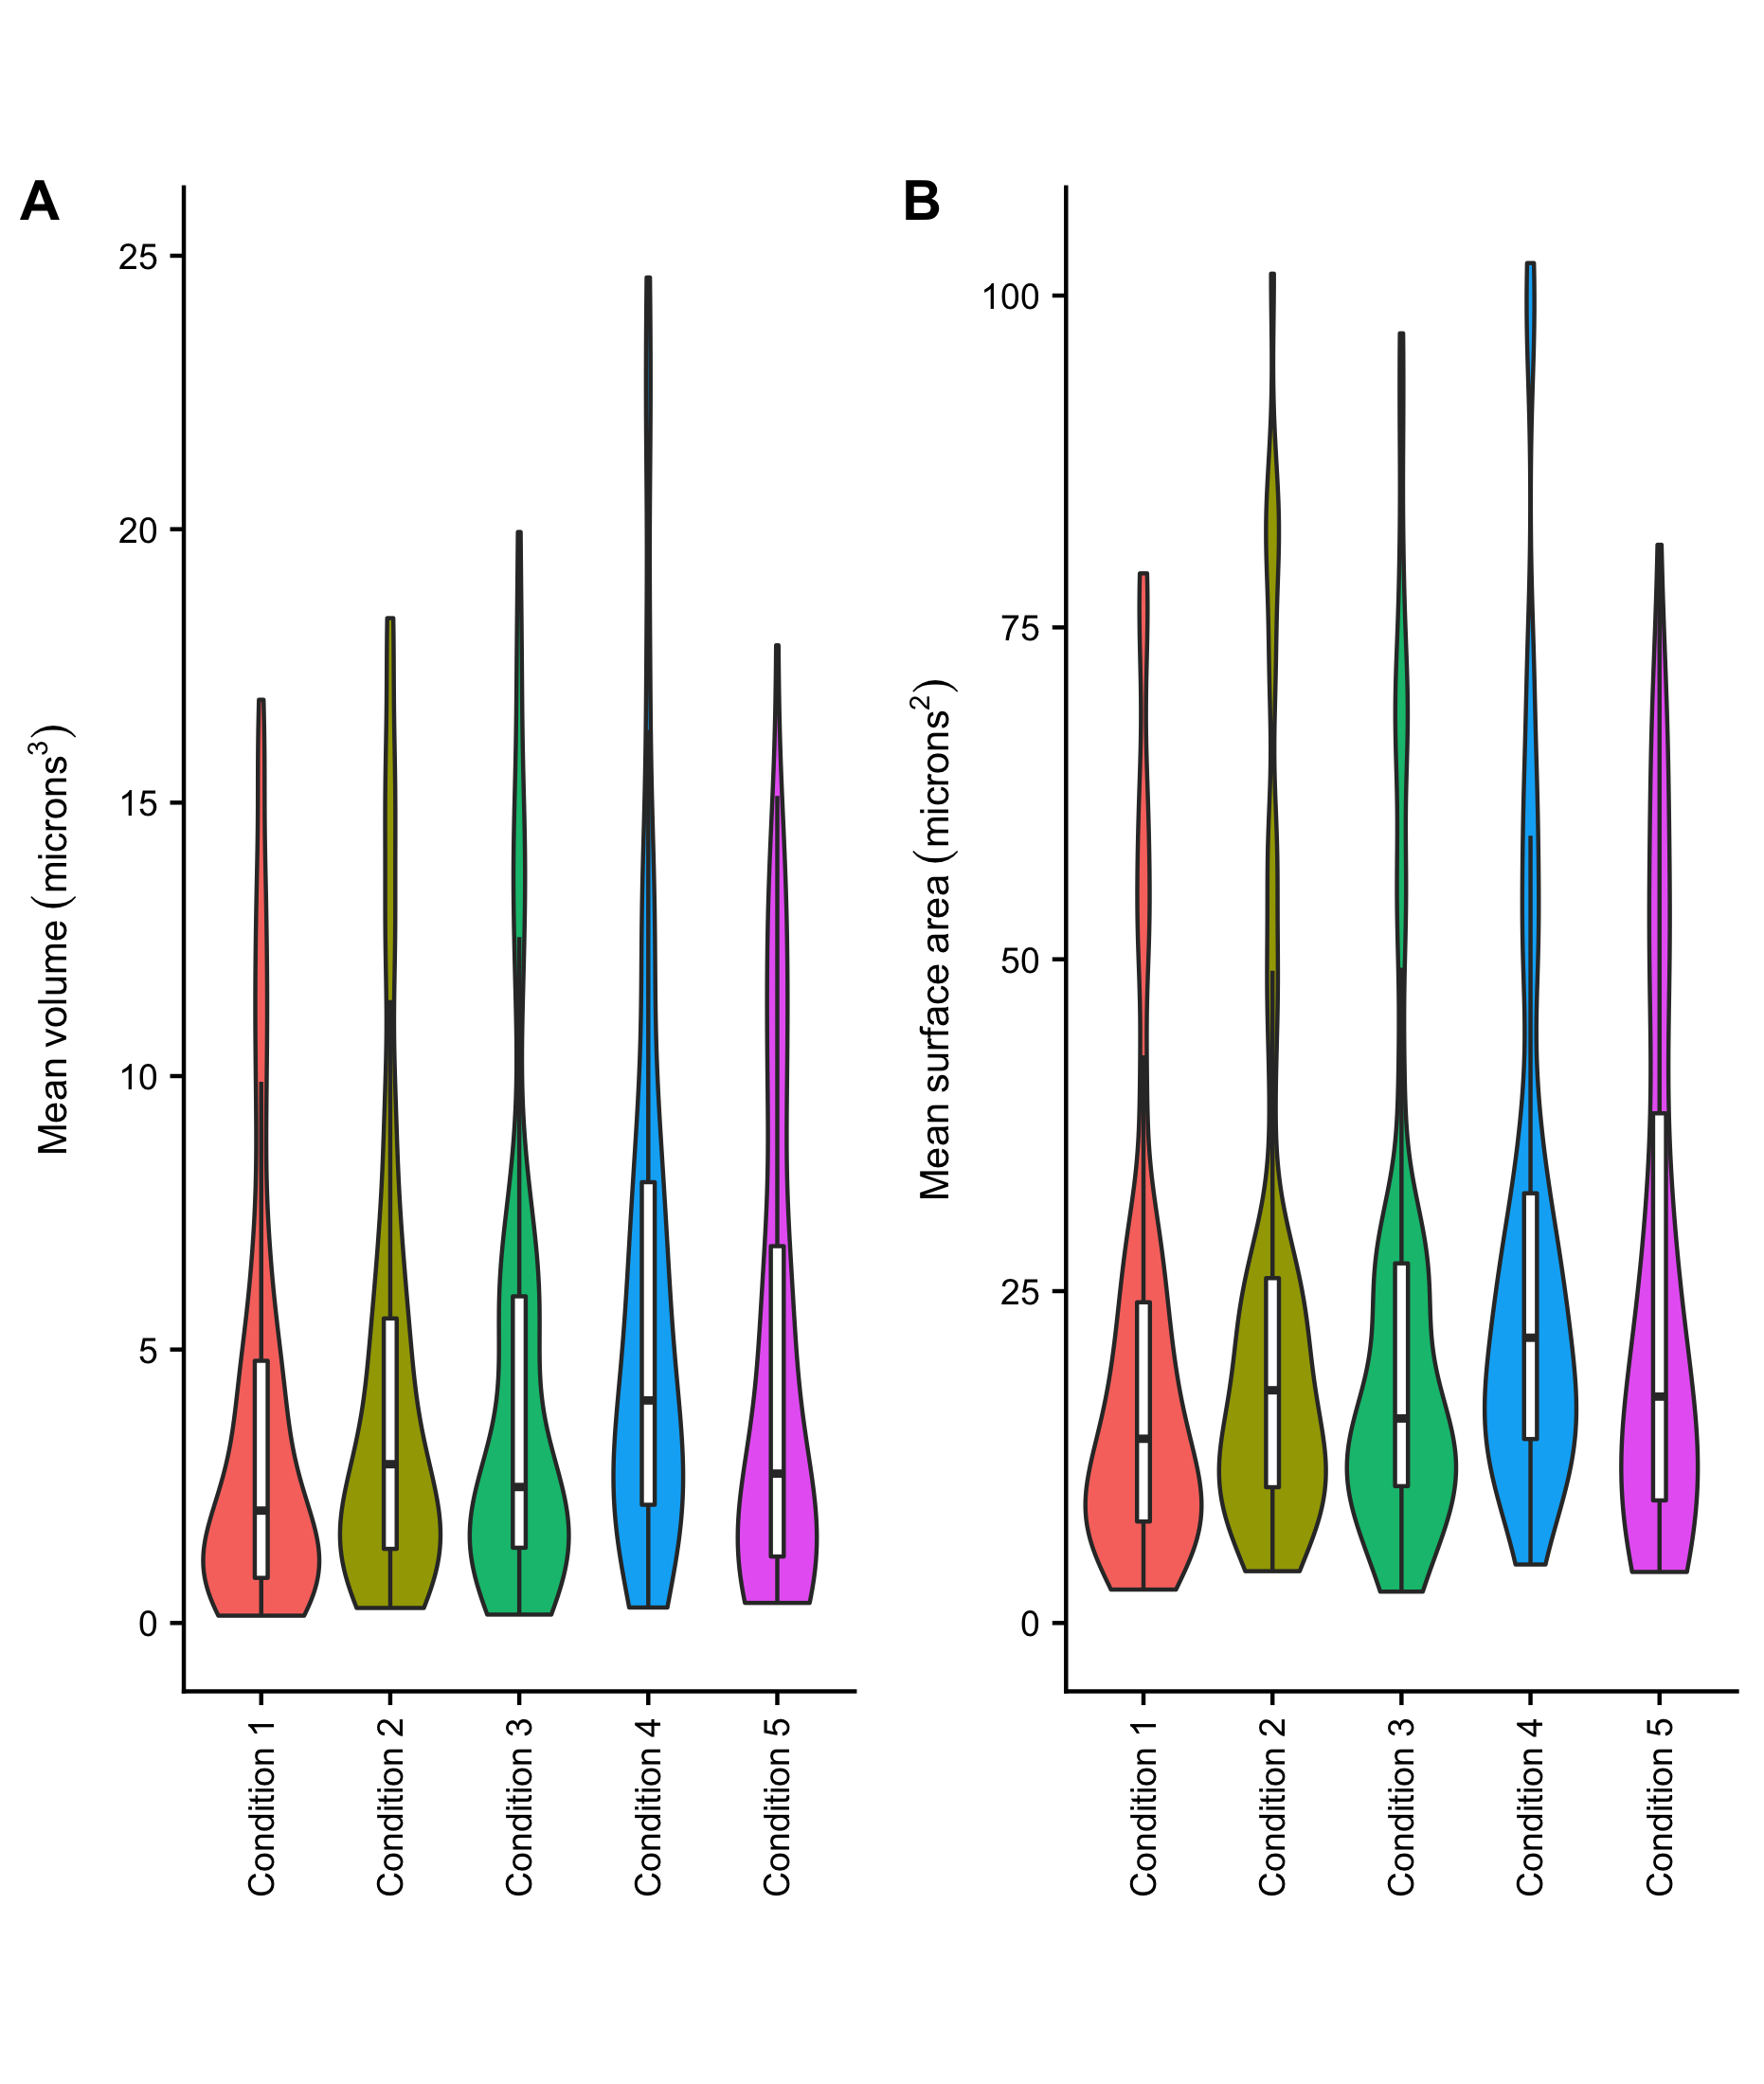 A
Mean volume (microns³)
25
20
15
10
5
0
Condition 1
Condition 2
Condition 3
Condition 4
Condition 5
B
Mean surface area (microns²)
100
75
50
25
0
Condition 1
Condition 2
Condition 3
Condition 4
Condition 5